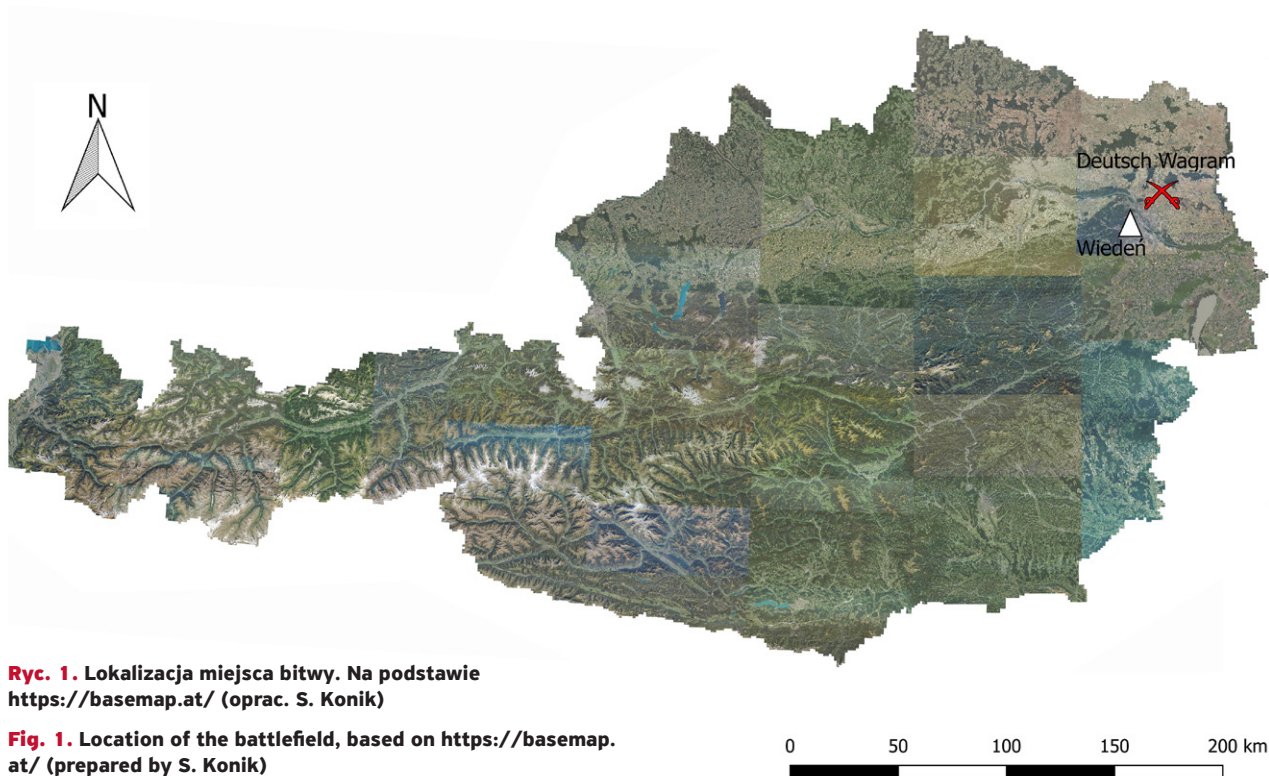 N
Deutsch Wagram
Wiedeń
Ryc. 1. Lokalizacja miejsca bitwy. Na podstawie
https://basemap.at/ (oprac. S. Konik)
Fig. 1. Location of the battlefield, based on https://basemap.
at/ (prepared by S. Konik)
0 50 100 150 200 km